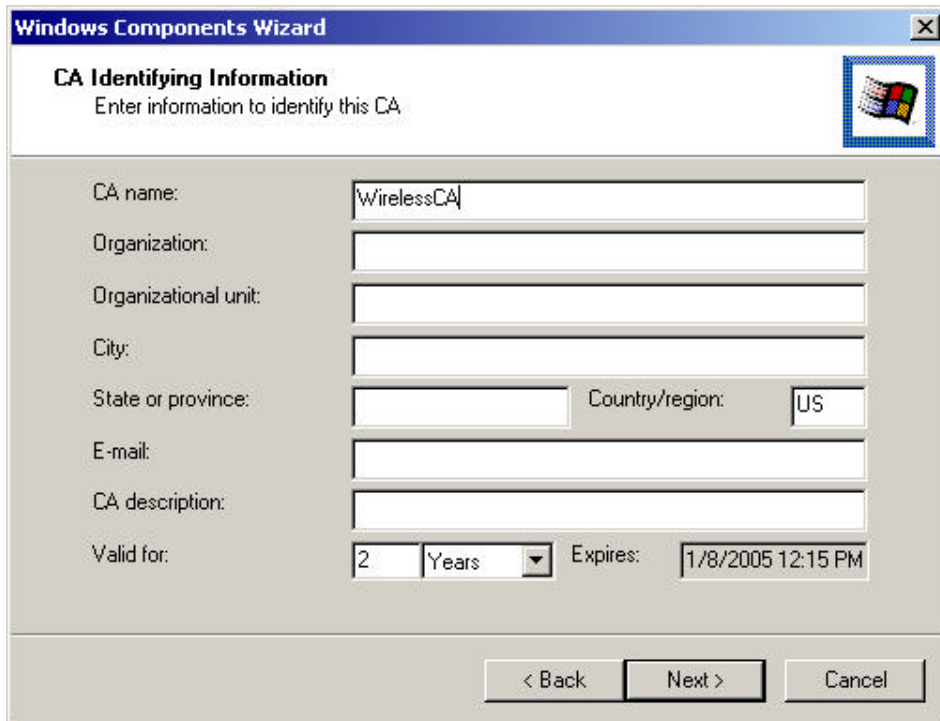 Windows Components Wizard
CA Identifying Information
Enter information to identify this CA
CA name: WirelessCA
Organization:
Organizational unit:
City:
State or province: Country/region: US
E-mail:
CA description:
Valid for: 2 Years Expires: 1/8/2005 12:15 PM
< Back Next > Cancel